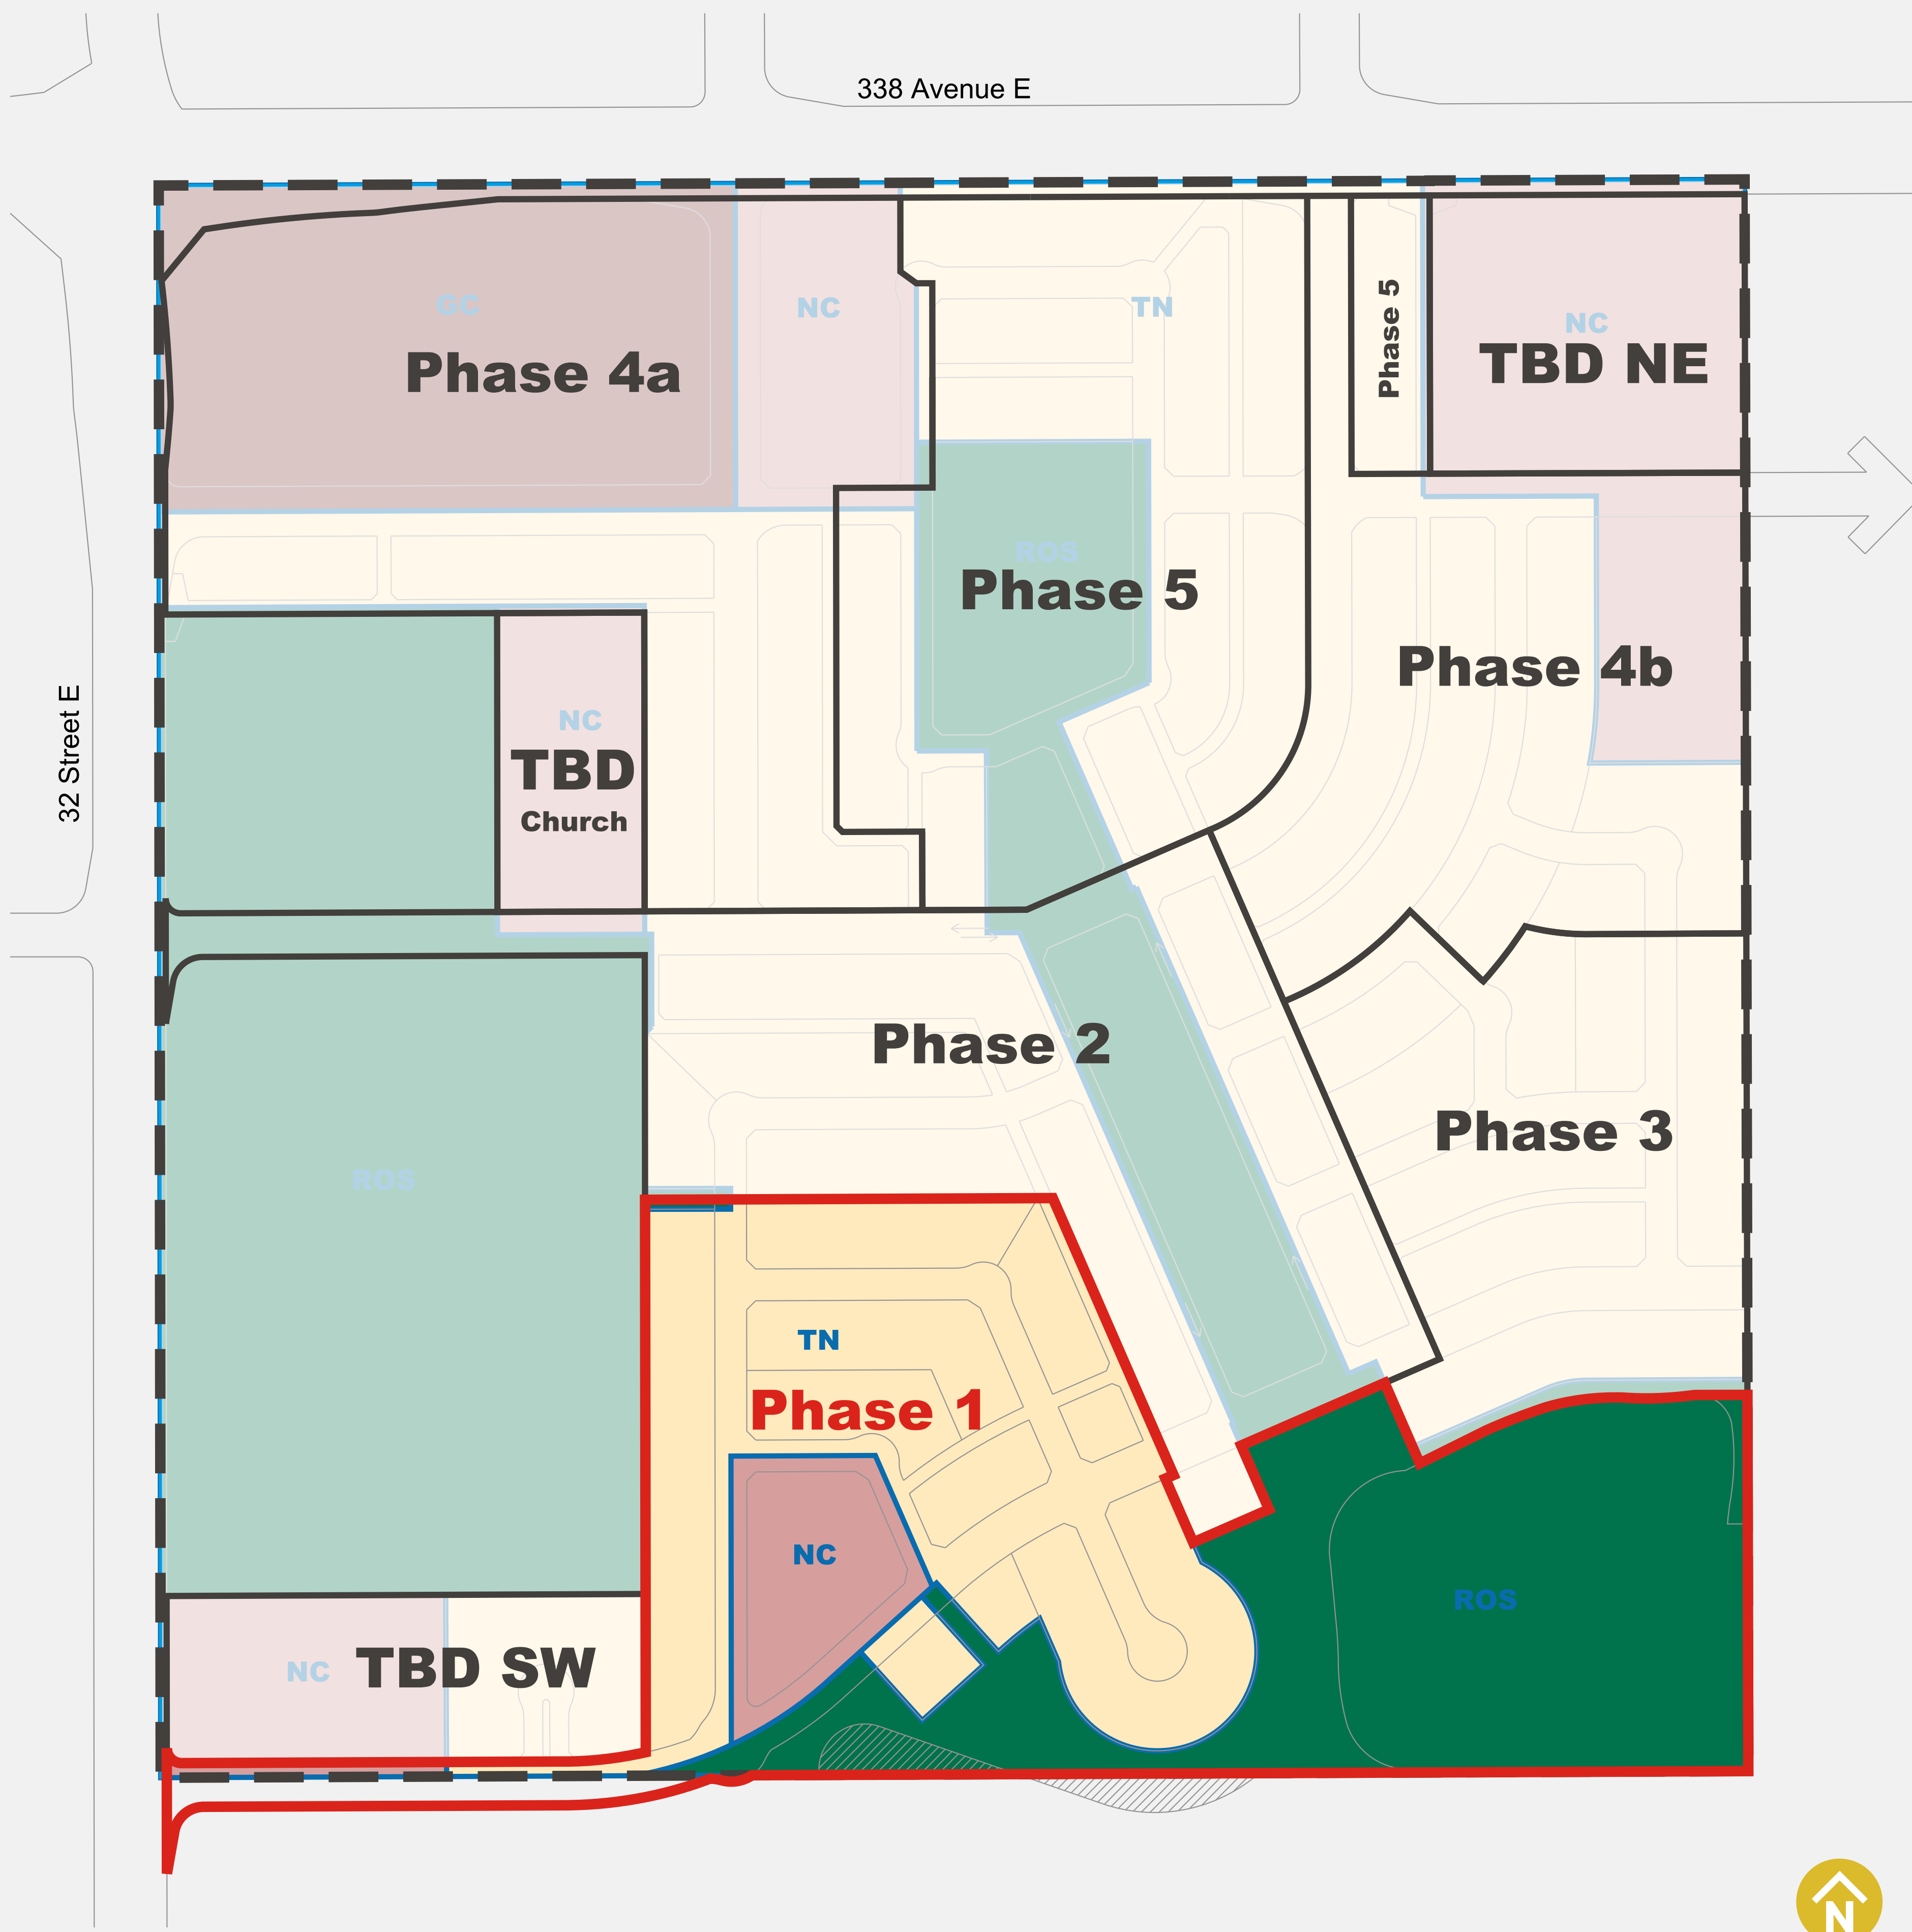 338 Avenue E
32 Street E
GC
Phase 4a
NC
TN
Phase 5
NC
TBD NE
ROS
Phase 5
Phase 4b
NC
TBD
Church
Phase 2
Phase 3
ROS
TN
Phase 1
NC
ROS
NC
TBD SW
N